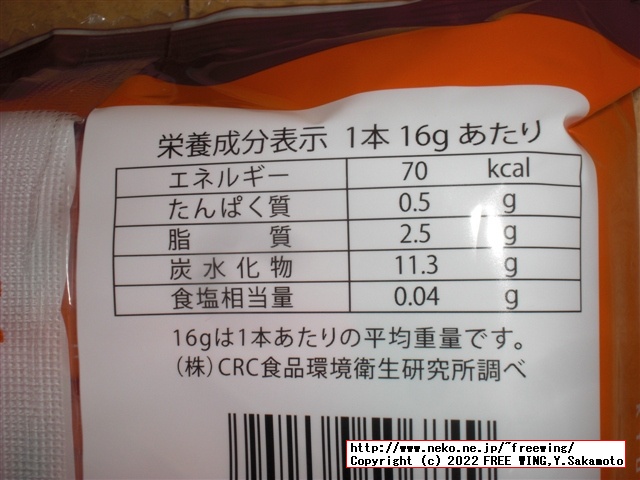 栄養成分表示 1本 16g あたり
エネルギー 70 kcal
たんぱく質 0.5 g
脂 質 2.5 g
炭水化物 11.3 g
食塩相当量 0.04 g
16gは1本あたりの平均重量です。
(株)CRC食品環境衛生研究所調べ
http://www.neko.ne.jp/~freewing/
Copyright (c) 2022 FREE WING,Y.Sakamoto